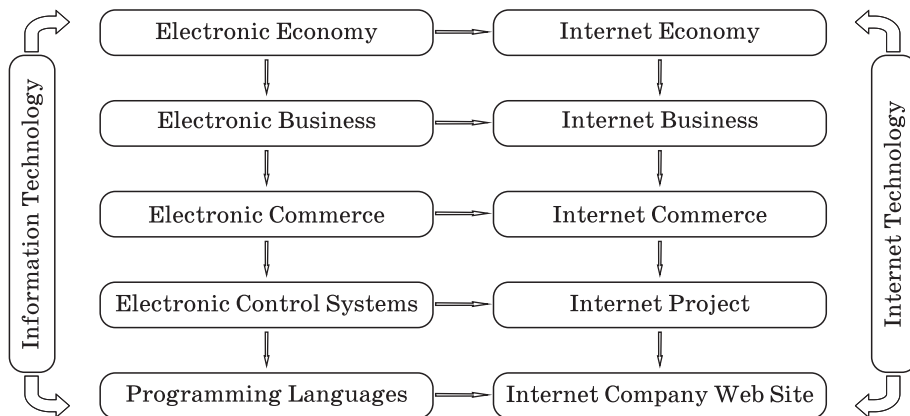 Information Technology
Electronic Economy
Internet Economy
Electronic Business
Internet Business
Electronic Commerce
Internet Commerce
Electronic Control Systems
Internet Project
Programming Languages
Internet Company Web Site
Internet Technology